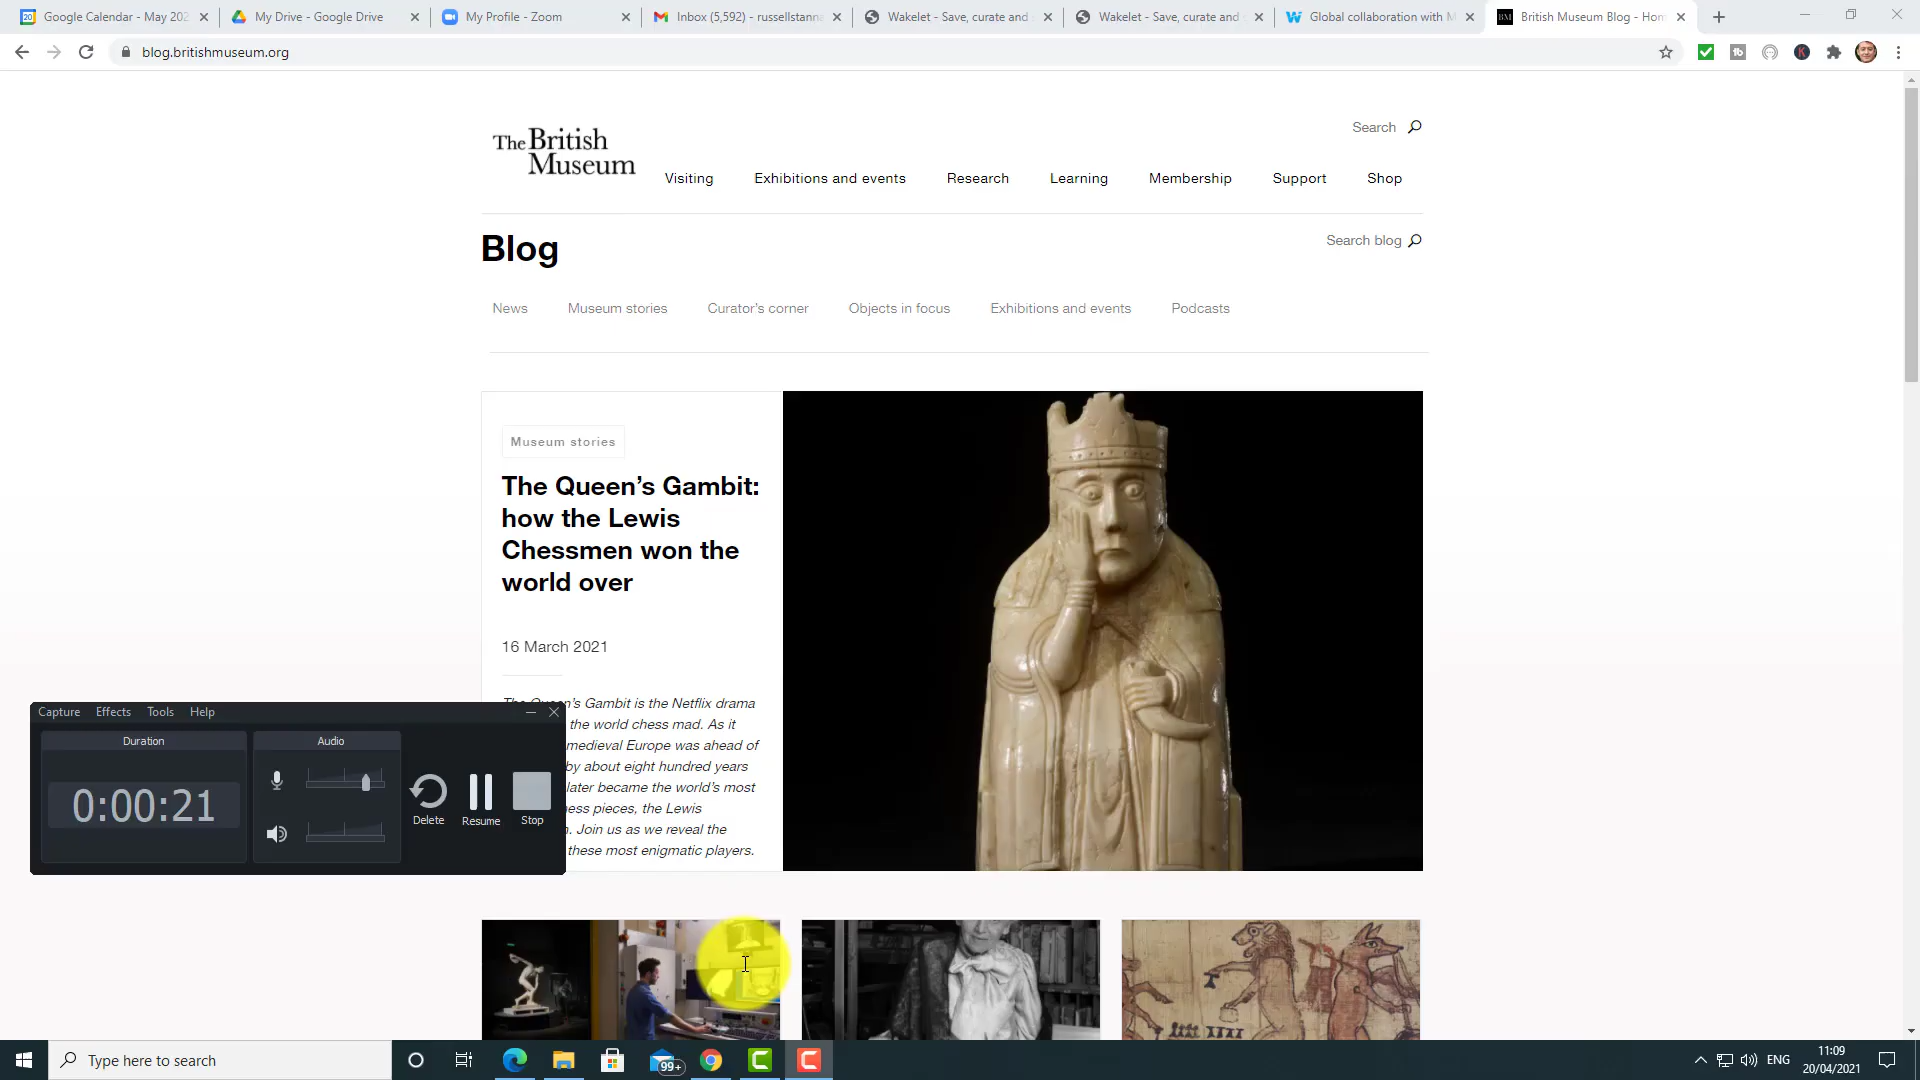 Google Calendar - May 202
My Drive - Google Drive
My Profile - Zoom
Inbox (5,592) - russellstanna
Wakelet - Save, curate and
Wakelet - Save, curate and
Global collaboration with M
British Museum Blog - Hom
blog.britishmuseum.org
The British
Museum
Search
Visiting
Exhibitions and events
Research
Learning
Membership
Support
Shop
Blog
Search blog
News
Museum stories
Curator's corner
Objects in focus
Exhibitions and events
Podcasts
Museum stories
The Queen's Gambit:
how the Lewis
Chessmen won the
world over
16 March 2021
The Queen's Gambit is the Netflix drama
the world chess mad. As it
medieval Europe was ahead of
by about eight hundred years
later became the world's most
ess pieces, the Lewis
. Join us as we reveal the
these most enigmatic players.
Capture
Effects
Tools
Help
Duration
Audio
0:00:21
Delete
Resume
Stop
Type here to search
99+
ENG
11:09
20/04/2021